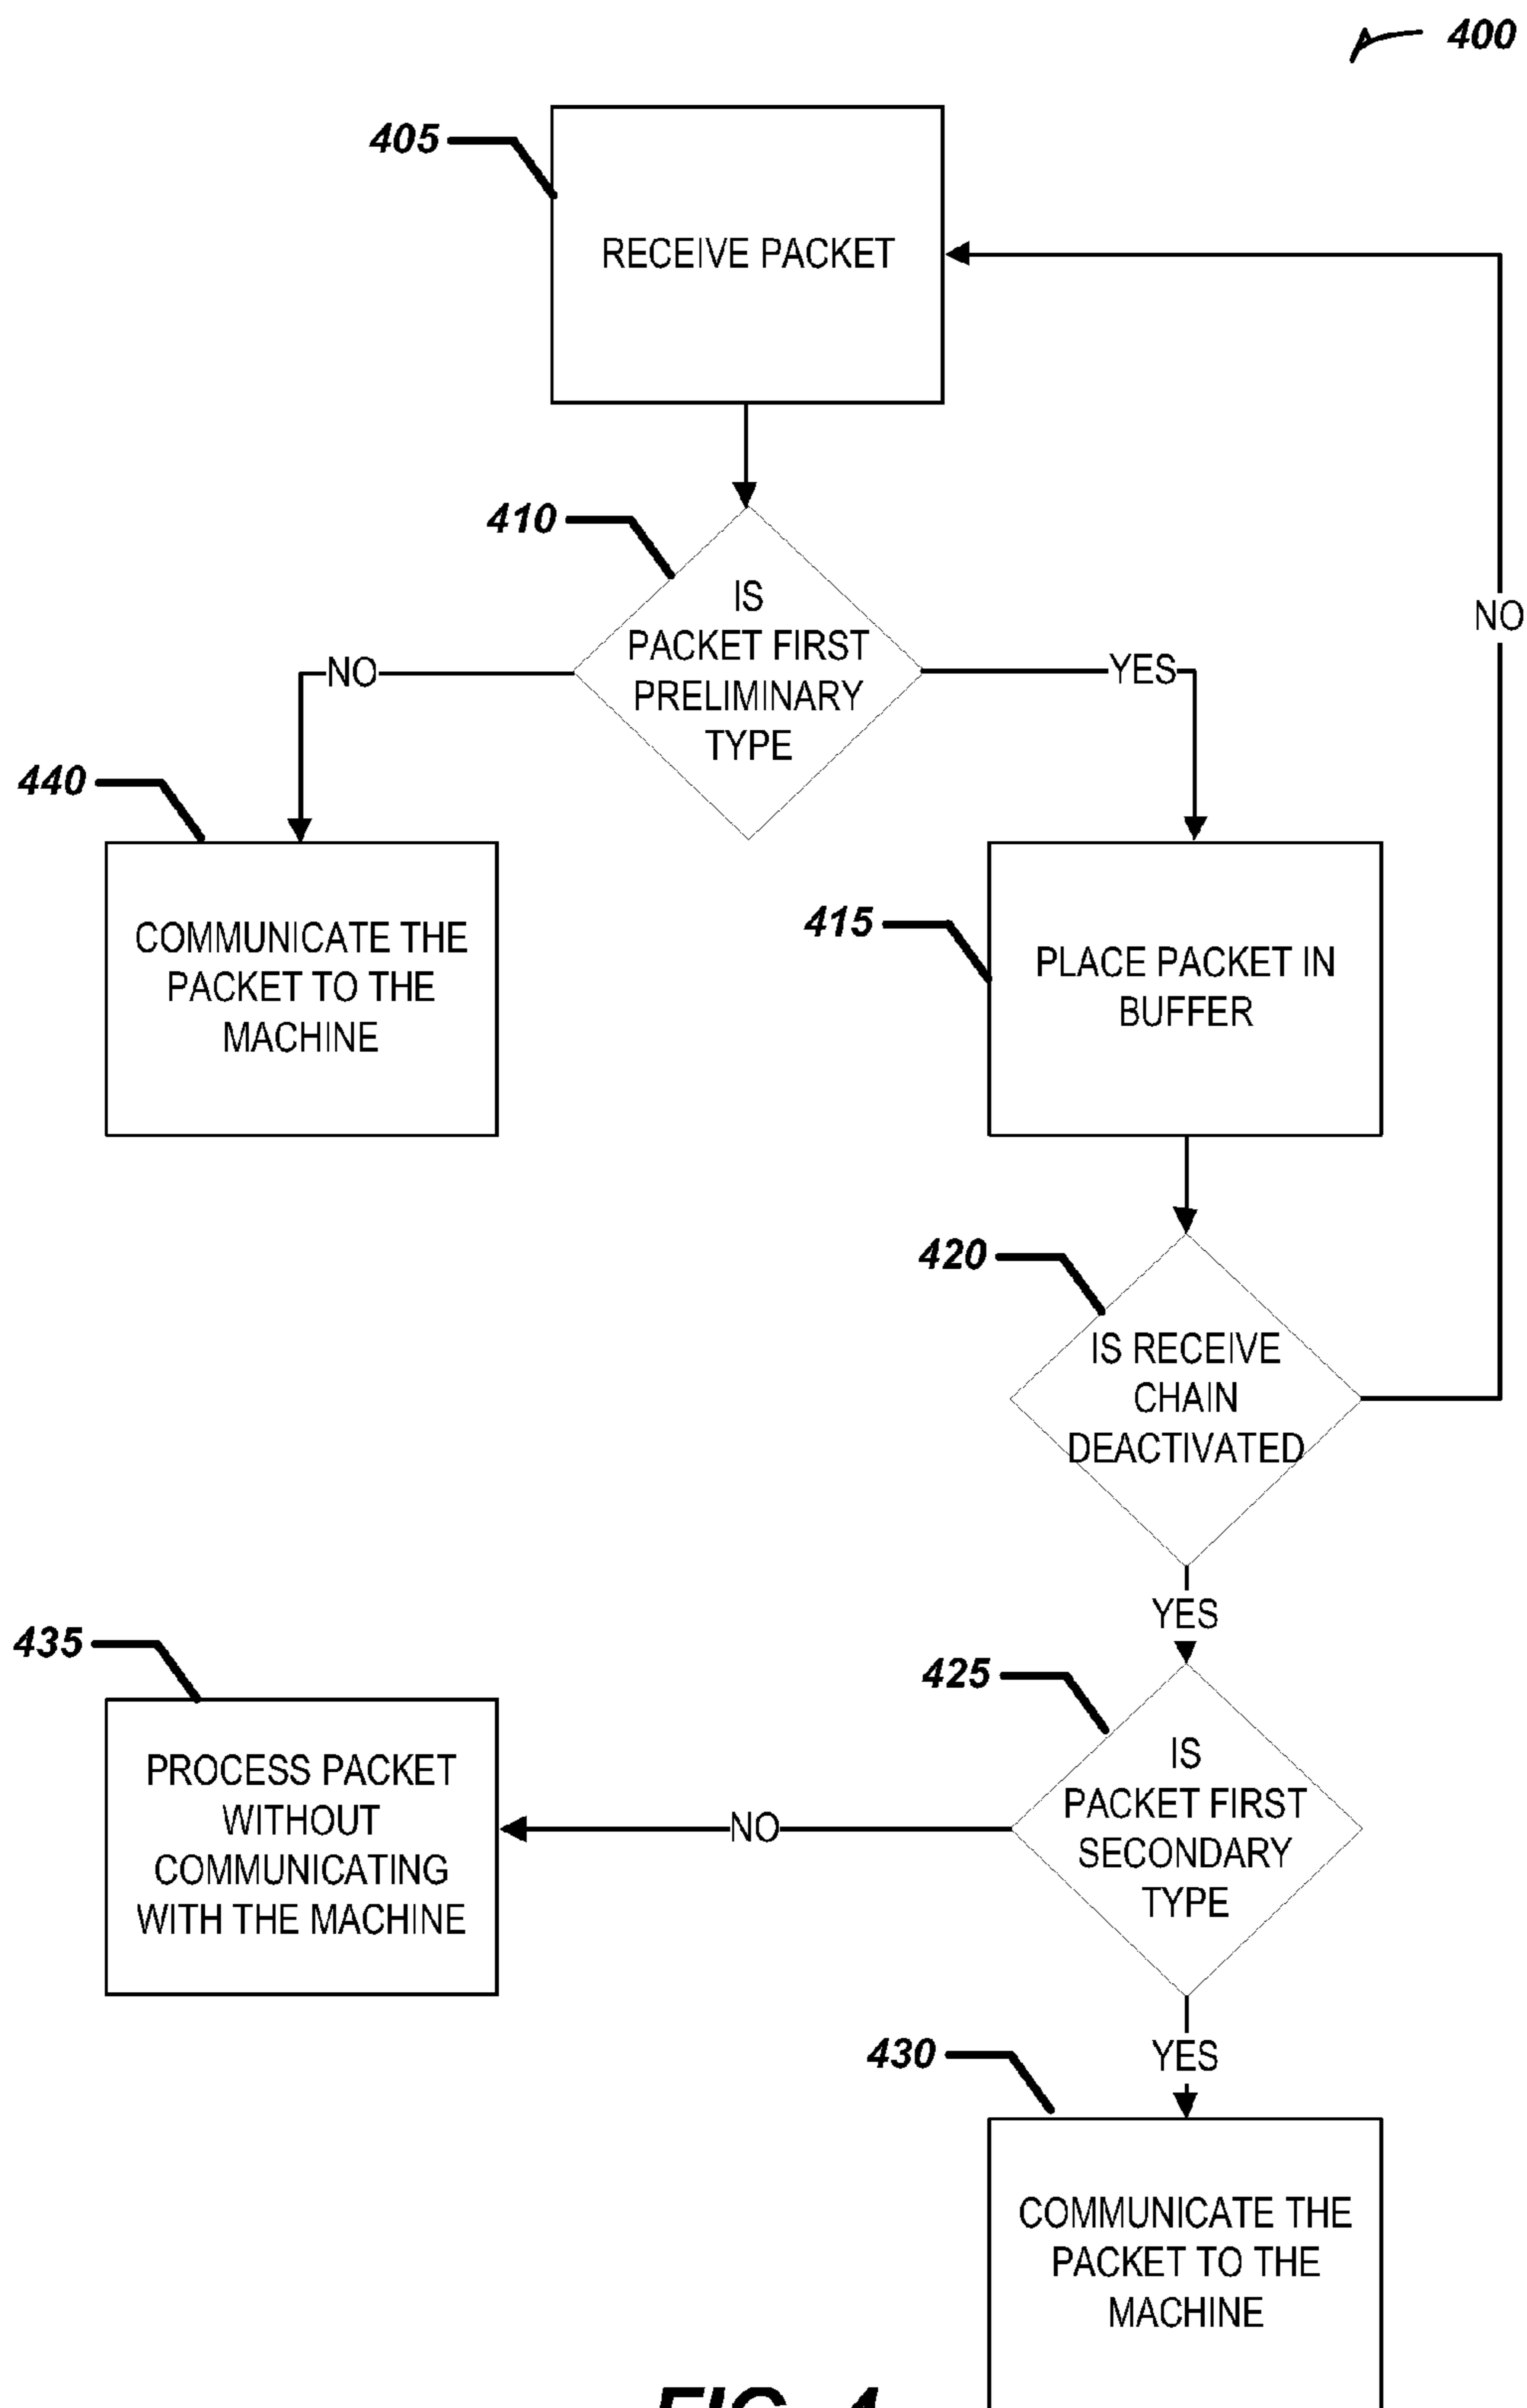 400
405
RECEIVE PACKET
410
IS
PACKET FIRST
PRELIMINARY
TYPE
NO
YES
NO
440
COMMUNICATE THE
PACKET TO THE
MACHINE
415
PLACE PACKET IN
BUFFER
420
IS RECEIVE
CHAIN
DEACTIVATED
YES
435
PROCESS PACKET
WITHOUT
COMMUNICATING
WITH THE MACHINE
425
IS
PACKET FIRST
SECONDARY
TYPE
NO
YES
430
COMMUNICATE THE
PACKET TO THE
MACHINE
FIG. 4